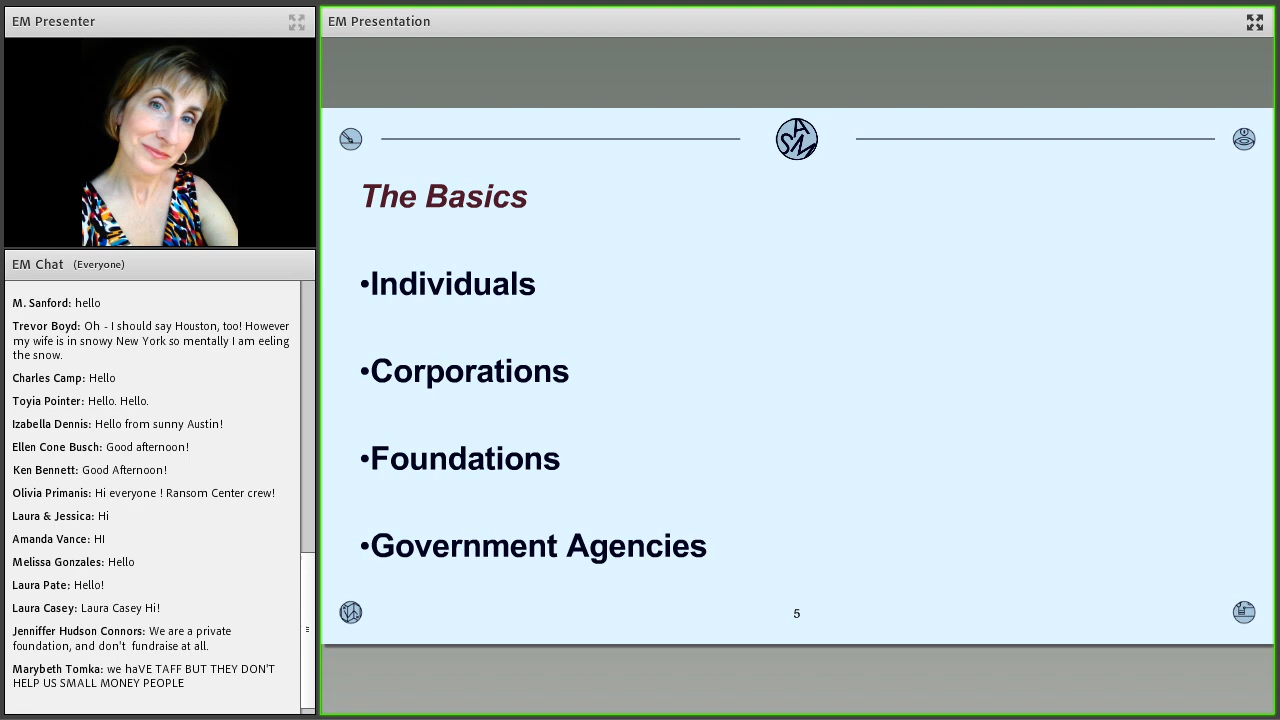 EM Presenter
EM Chat (Everyone)
M. Sanford: hello
Trevor Boyd: Oh - I should say Houston, too! However
my wife is in snowy New York so mentally I am eeling
the snow.
Charles Camp: Hello
Toyia Pointer: Hello. Hello.
Izabella Dennis: Hello from sunny Austin!
Ellen Cone Busch: Good afternoon!
Ken Bennett: Good Afternoon!
Olivia Primanis: Hi everyone ! Ransom Center crew!
Laura & Jessica: Hi
Amanda Vance: HI
Melissa Gonzales: Hello
Laura Pate: Hello!
Laura Casey: Laura Casey Hi!
Jenniffer Hudson Connors: We are a private
foundation, and don't fundraise at all.
Marybeth Tomka: we haVE TAFF BUT THEY DON'T
HELP US SMALL MONEY PEOPLE
EM Presentation
ASM
The Basics
•Individuals
•Corporations
•Foundations
•Government Agencies
5